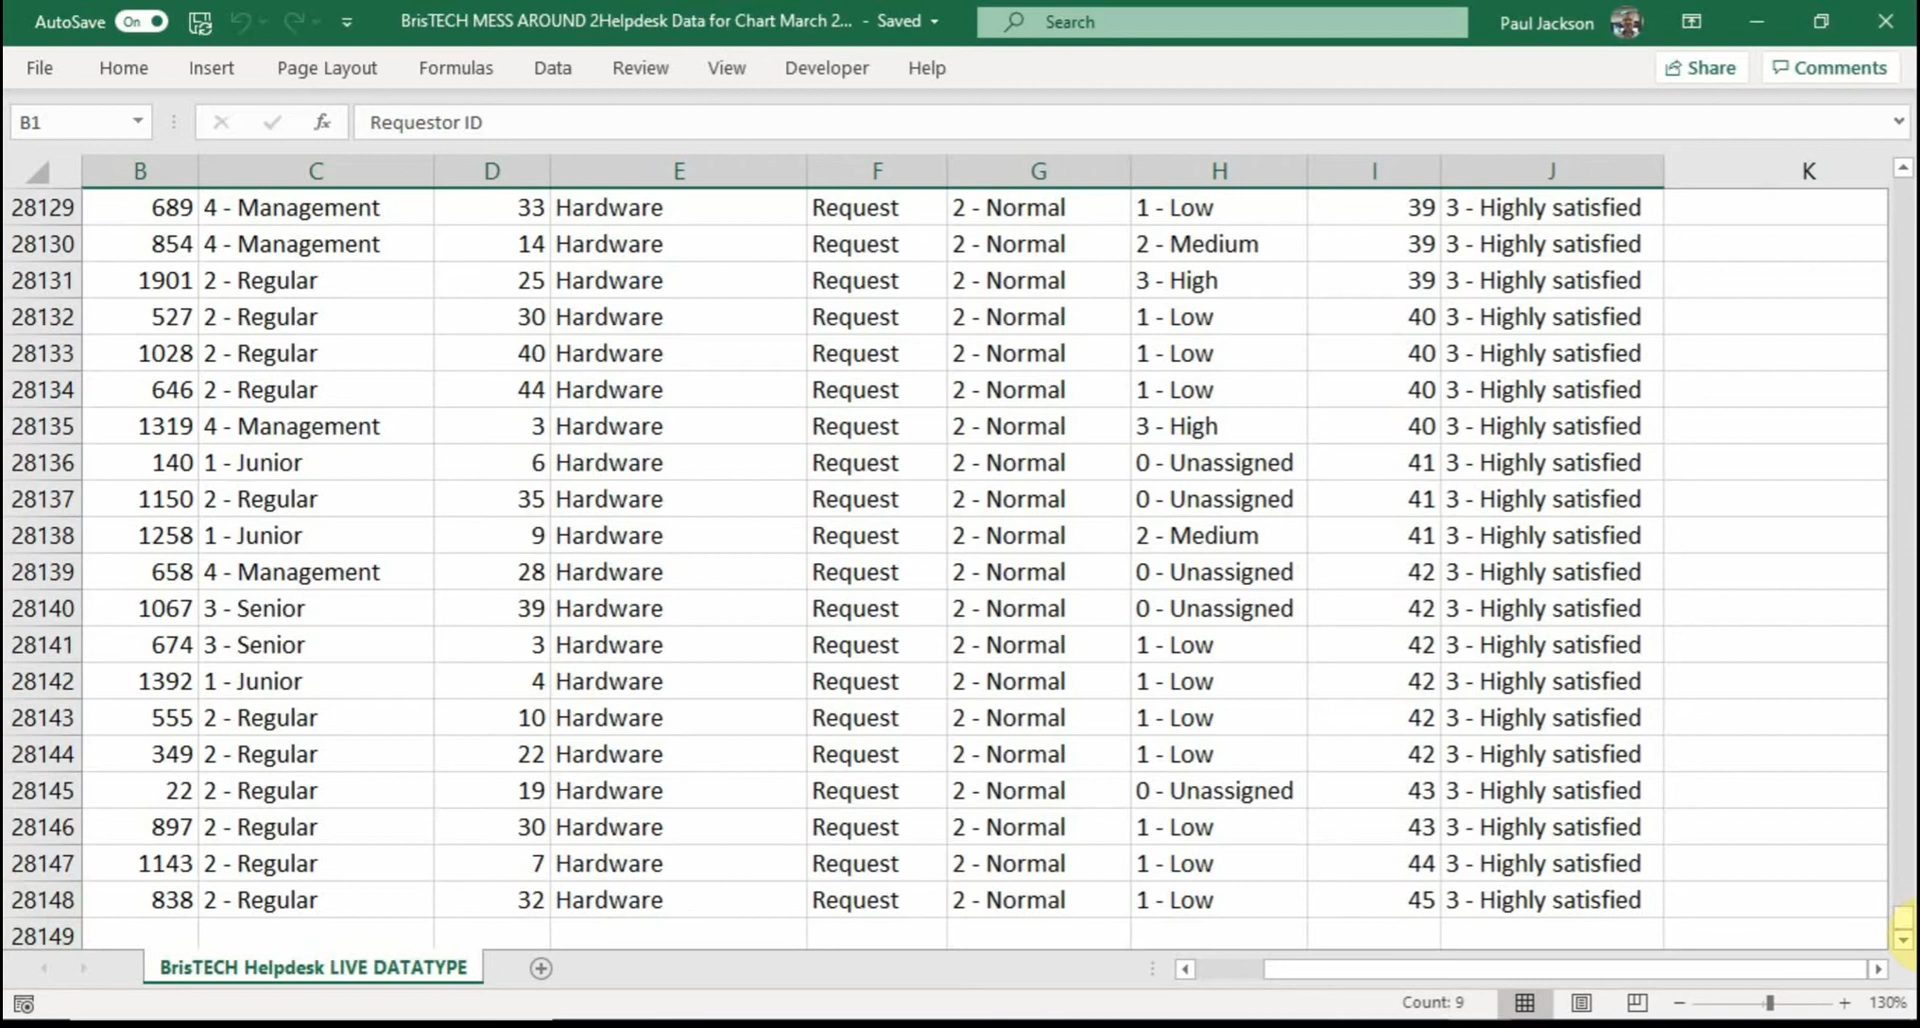 AutoSave On BrisTECH MESS AROUND 2Helpdesk Data for Chart March 2... - Saved Search Paul Jackson
File Home Insert Page Layout Formulas Data Review View Developer Help Share Comments
B1 fx Requestor ID
B C D E F G H I J K
28129 689 4 - Management 33 Hardware Request 2 - Normal 1 - Low 39 3 - Highly satisfied
28130 854 4 - Management 14 Hardware Request 2 - Normal 2 - Medium 39 3 - Highly satisfied
28131 1901 2 - Regular 25 Hardware Request 2 - Normal 3 - High 39 3 - Highly satisfied
28132 527 2 - Regular 30 Hardware Request 2 - Normal 1 - Low 40 3 - Highly satisfied
28133 1028 2 - Regular 40 Hardware Request 2 - Normal 1 - Low 40 3 - Highly satisfied
28134 646 2 - Regular 44 Hardware Request 2 - Normal 1 - Low 40 3 - Highly satisfied
28135 1319 4 - Management 3 Hardware Request 2 - Normal 3 - High 40 3 - Highly satisfied
28136 140 1 - Junior 6 Hardware Request 2 - Normal 0 - Unassigned 41 3 - Highly satisfied
28137 1150 2 - Regular 35 Hardware Request 2 - Normal 0 - Unassigned 41 3 - Highly satisfied
28138 1258 1 - Junior 9 Hardware Request 2 - Normal 2 - Medium 41 3 - Highly satisfied
28139 658 4 - Management 28 Hardware Request 2 - Normal 0 - Unassigned 42 3 - Highly satisfied
28140 1067 3 - Senior 39 Hardware Request 2 - Normal 0 - Unassigned 42 3 - Highly satisfied
28141 674 3 - Senior 3 Hardware Request 2 - Normal 1 - Low 42 3 - Highly satisfied
28142 1392 1 - Junior 4 Hardware Request 2 - Normal 1 - Low 42 3 - Highly satisfied
28143 555 2 - Regular 10 Hardware Request 2 - Normal 1 - Low 42 3 - Highly satisfied
28144 349 2 - Regular 22 Hardware Request 2 - Normal 1 - Low 42 3 - Highly satisfied
28145 22 2 - Regular 19 Hardware Request 2 - Normal 0 - Unassigned 43 3 - Highly satisfied
28146 897 2 - Regular 30 Hardware Request 2 - Normal 1 - Low 43 3 - Highly satisfied
28147 1143 2 - Regular 7 Hardware Request 2 - Normal 1 - Low 44 3 - Highly satisfied
28148 838 2 - Regular 32 Hardware Request 2 - Normal 1 - Low 45 3 - Highly satisfied
28149
BrisTECH Helpdesk LIVE DATATYPE
Count: 9 130%